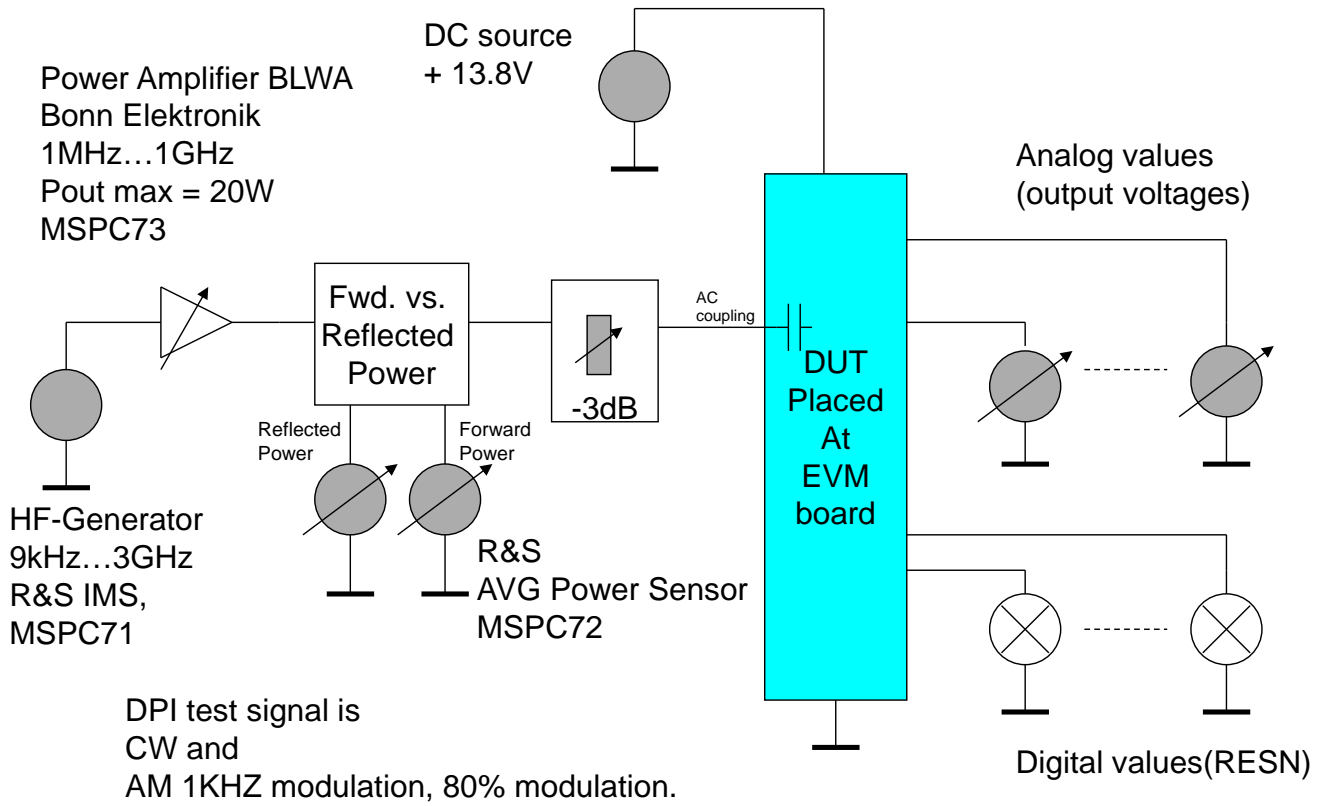 DC source
+ 13.8V
Power Amplifier BLWA
Bonn Elektronik
1MHz…1GHz
Pout max = 20W
MSPC73
Analog values
(output voltages)
Fwd. vs.
Reflected
Power
-3dB
AC
coupling
DUT
Placed
At
EVM
board
Reflected
Power
Forward
Power
HF-Generator
9kHz…3GHz
R&S IMS,
MSPC71
R&S
AVG Power Sensor
MSPC72
DPI test signal is
CW and
AM 1KHZ modulation, 80% modulation.
Digital values(RESN)